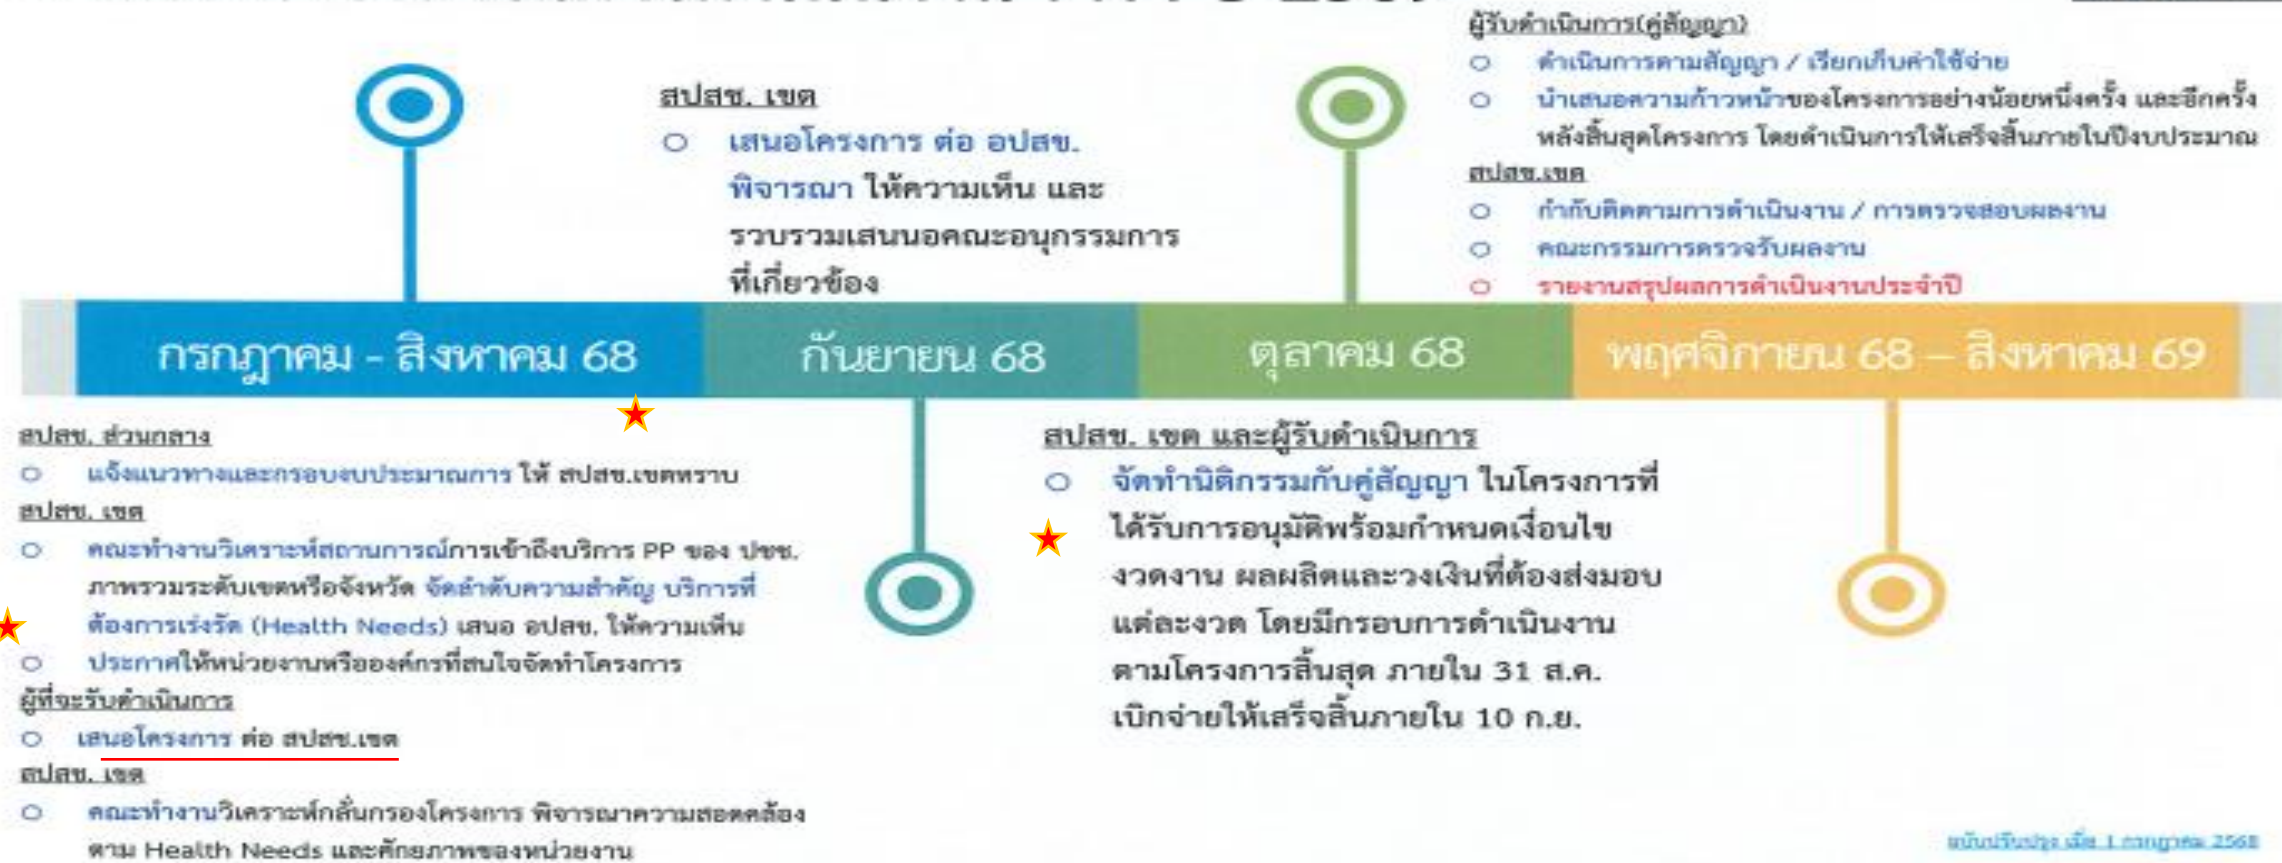 ผู้รับดำเนินการ(คู่สัญญา)
○ ดำเนินการตามสัญญา / เรียกเก็บค่าใช้จ่าย
○ นำเสนอความก้าวหน้าของโครงการอย่างน้อยหนึ่งครั้ง และอีกครั้ง
หลังสิ้นสุดโครงการ โดยดำเนินการให้เสร็จสิ้นภายในปีงบประมาณ
สปสช.เขต
○ กำกับติดตามการดำเนินงาน / การตรวจสอบผลงาน
○ คณะกรรมการตรวจรับผลงาน
○ รายงานสรุปผลการดำเนินงานประจำปี
สปสช. เขต
○ เสนอโครงการ ต่อ อปสข.
พิจารณา ให้ความเห็น และ
รวบรวมเสนนอคณะอนุกรรมการ
ที่เกี่ยวข้อง
กรกฎาคม - สิงหาคม 68
กันยายน 68
ตุลาคม 68
พฤศจิกายน 68 – สิงหาคม 69
สปสช. ส่วนกลาง
○ แจ้งแนวทางและกรอบงบประมาณการ ให้ สปสช.เขตทราบ
สปสช. เขต
○ คณะทำงานวิเคราะห์สถานการณ์การเข้าถึงบริการ PP ของ ปชช.
ภาพรวมระดับเขตหรือจังหวัด จัดลำดับความสำคัญ บริการที่
ต้องการเร่งรัด (Health Needs) เสนอ อปสข. ให้ความเห็น
○ ประกาศให้หน่วยงานหรือองค์กรที่สนใจจัดทำโครงการ
ผู้ที่จะรับดำเนินการ
○ เสนอโครงการ ต่อ สปสช.เขต
สปสช. เขต
○ คณะทำงานวิเคราะห์กลั่นกรองโครงการ พิจารณาความสอดคล้อง
ตาม Health Needs และศักยภาพของหน่วยงาน
สปสช. เขต และผู้รับดำเนินการ
○ จัดทำนิติกรรมกับคู่สัญญา ในโครงการที่
ได้รับการอนุมัติพร้อมกำหนดเงื่อนไข
งวดงาน ผลผลิตและวงเงินที่ต้องส่งมอบ
แต่ละงวด โดยมีกรอบการดำเนินงาน
ตามโครงการสิ้นสุด ภายใน 31 ส.ค.
เบิกจ่ายให้เสร็จสิ้นภายใน 10 ก.ย.
ฉบับปรับปรุง เมื่อ 1 กรกฎาคม 2568